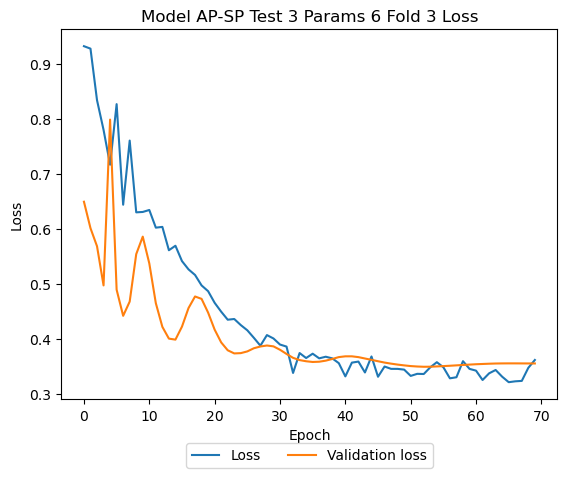 Model AP-SP Test 3 Params 6 Fold 3 Loss
0.9
0.8
0.7
0.6
0.5
0.4
0.3
Loss
0 10 20 30 40 50 60 70
Epoch
Loss Validation loss